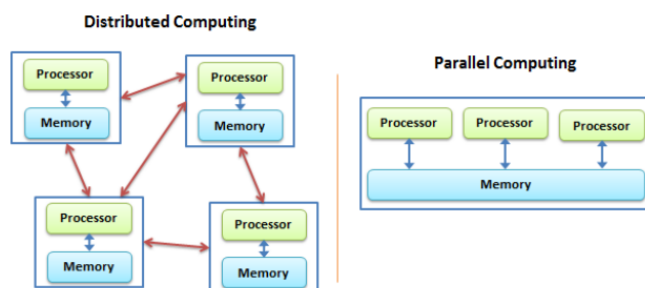 Distributed Computing
Processor
Memory
Processor
Memory
Processor
Memory
Processor
Memory
Parallel Computing
Processor
Processor
Processor
Memory